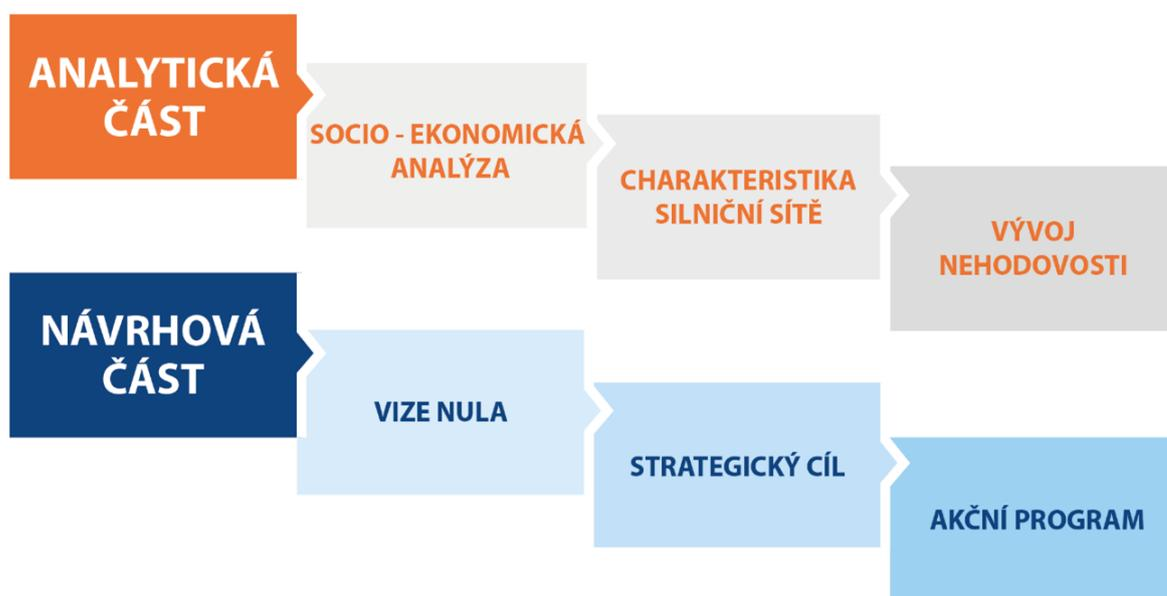 ANALYTICKÁ
ČÁST
SOCIO - EKONOMICKÁ
ANALÝZA
CHARAKTERISTIKA
SILNIČNÍ SÍTĚ
VÝVOJ
NEHODOVOSTI
NÁVRHOVÁ
ČÁST
VIZE NULA
STRATEGICKÝ CÍL
AKČNÍ PROGRAM